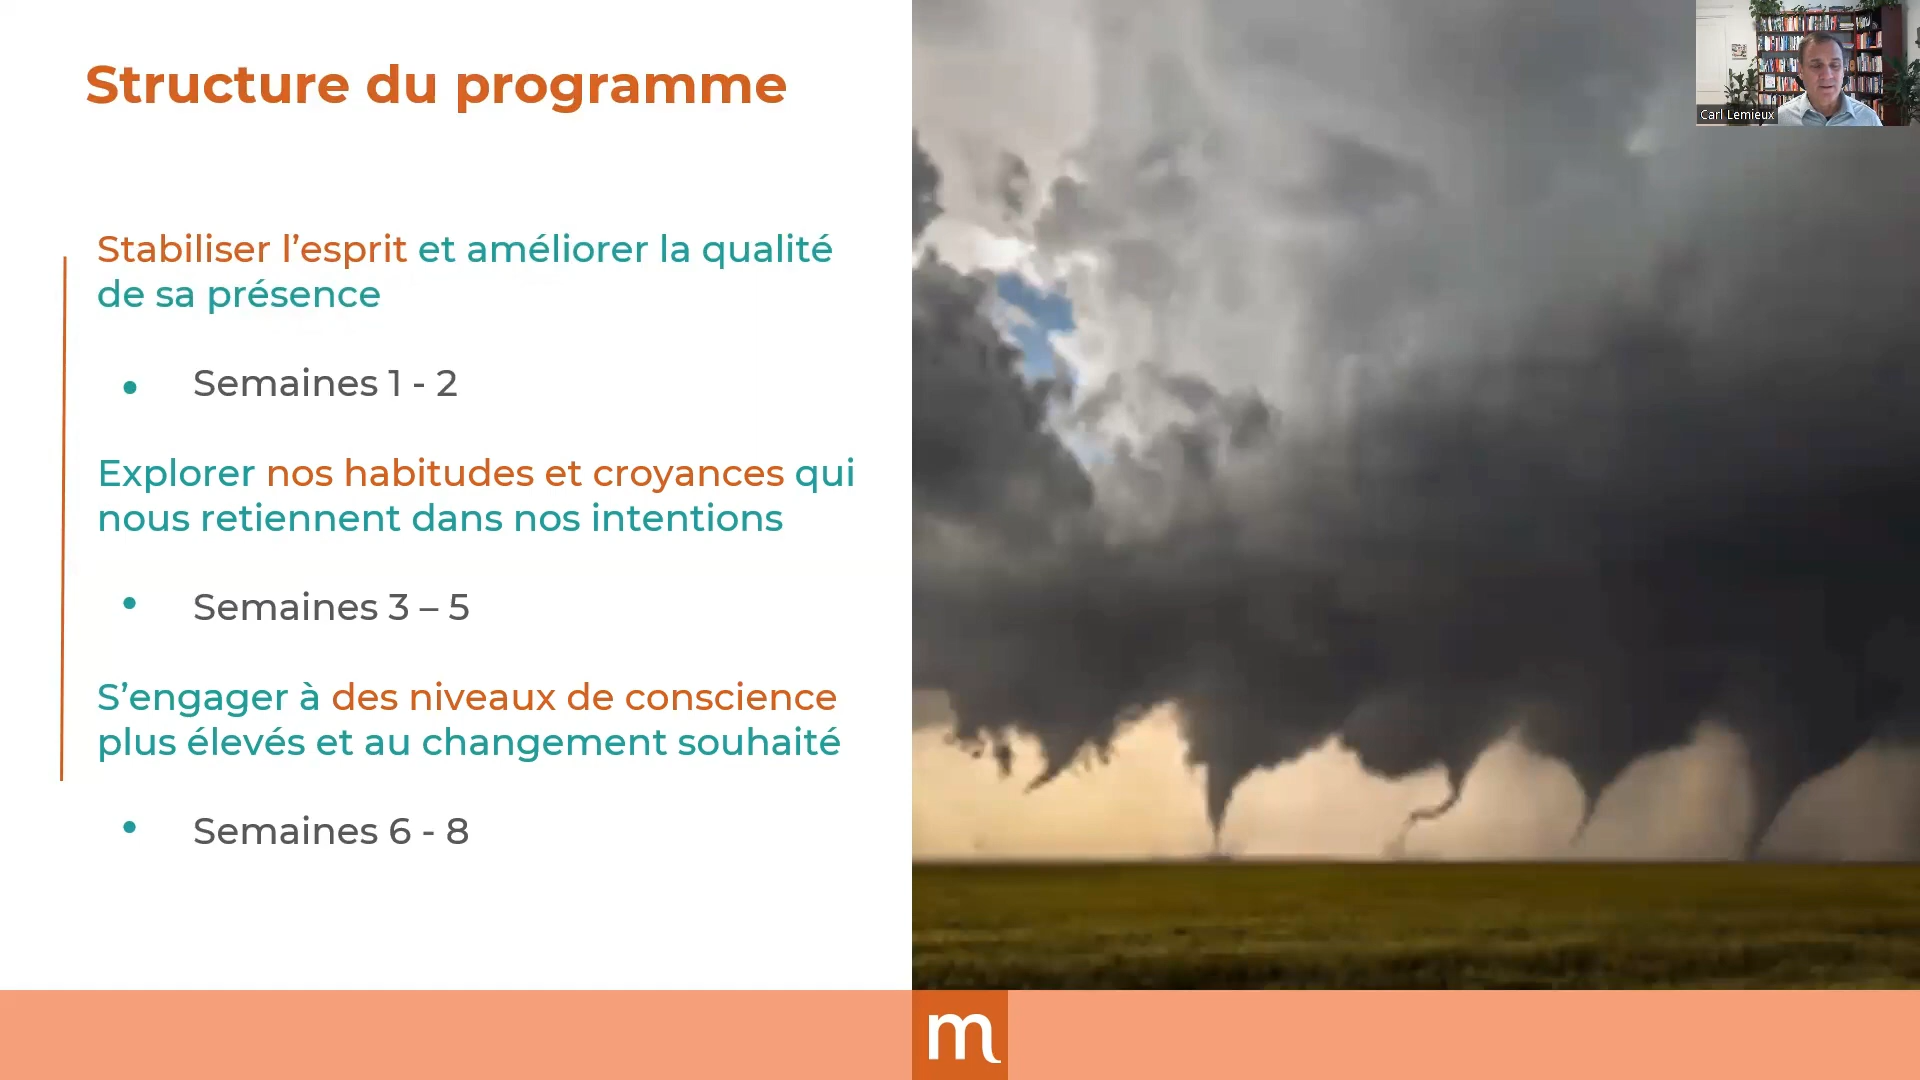 Structure du programme
Carl Lemieux
Stabiliser l’esprit et améliorer la qualité
de sa présence
• Semaines 1 - 2
Explorer nos habitudes et croyances qui
nous retiennent dans nos intentions
• Semaines 3 – 5
S’engager à des niveaux de conscience
plus élevés et au changement souhaité
• Semaines 6 - 8
m